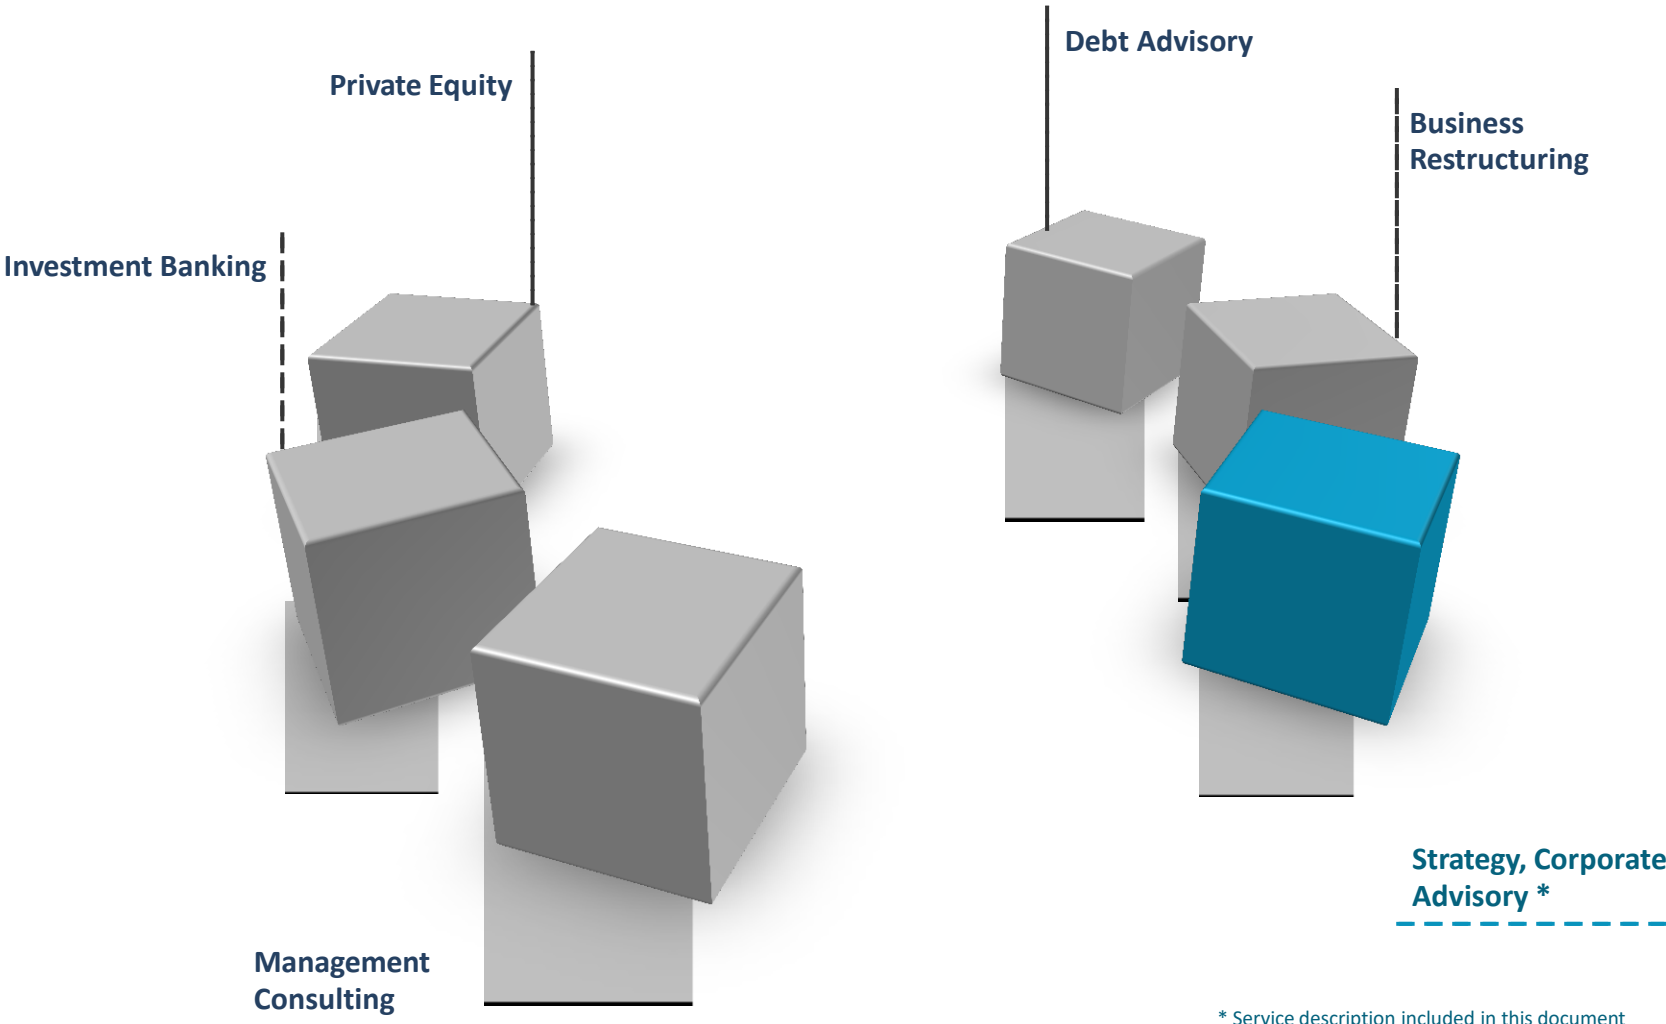 Debt Advisory
Private Equity
Business
Restructuring
Investment Banking
Strategy, Corporate
Advisory *
Management
Consulting
* Service description included in this document